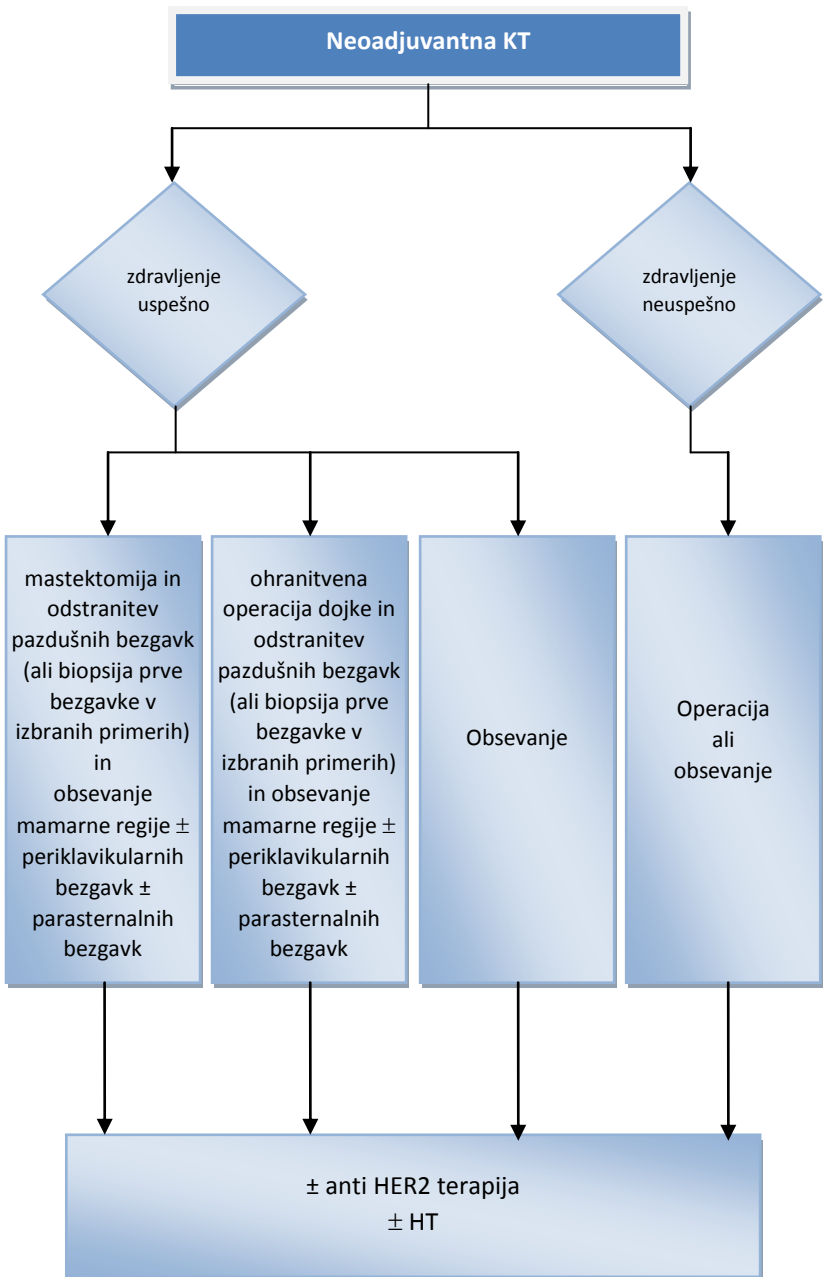 Neoadjuvantna KT
zdravljenje
uspešno
zdravljenje
neuspešno
mastektomija in
odstranitev
pazdušnih bezgavk
(ali biopsija prve
bezgavke v
izbranih primerih)
in
obsevanje
mamarne regije ±
periklavikularnih
bezgavk ±
parasternalnih
bezgavk
ohranitvena
operacija dojke in
odstranitev
pazdušnih bezgavk
(ali biopsija prve
bezgavke v
izbranih primerih)
in obsevanje
mamarne regije ±
periklavikularnih
bezgavk ±
parasternalnih
bezgavk
Obsevanje
Operacija
ali
obsevanje
± anti HER2 terapija
± HT